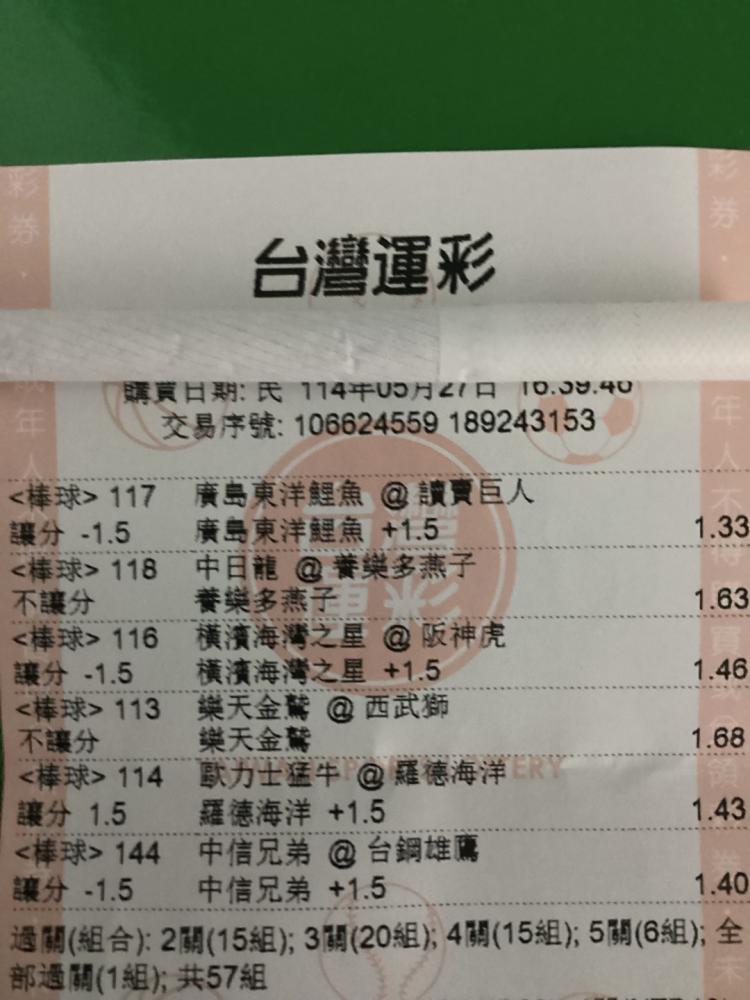 台灣運彩
購買日期: 民 114年05月27日 16:39:46
交易序號: 106624559 189243153
<棒球> 117 廣島東洋鯉魚 @ 讀賣巨人
讓分 -1.5 廣島東洋鯉魚 +1.5 1.33
<棒球> 118 中日龍 @ 養樂多燕子
不讓分 養樂多燕子 1.63
<棒球> 116 橫濱海灣之星 @ 阪神虎
讓分 -1.5 橫濱海灣之星 +1.5 1.46
<棒球> 113 樂天金鷲 @ 西武獅
不讓分 樂天金鷲 1.68
<棒球> 114 歐力士猛牛 @ 羅德海洋
讓分 1.5 羅德海洋 +1.5 1.43
<棒球> 144 中信兄弟 @ 台鋼雄鷹
讓分 -1.5 中信兄弟 +1.5 1.40
過關(組合): 2關(15組); 3關(20組); 4關(15組); 5關(6組); 全
部過關(1組); 共57組